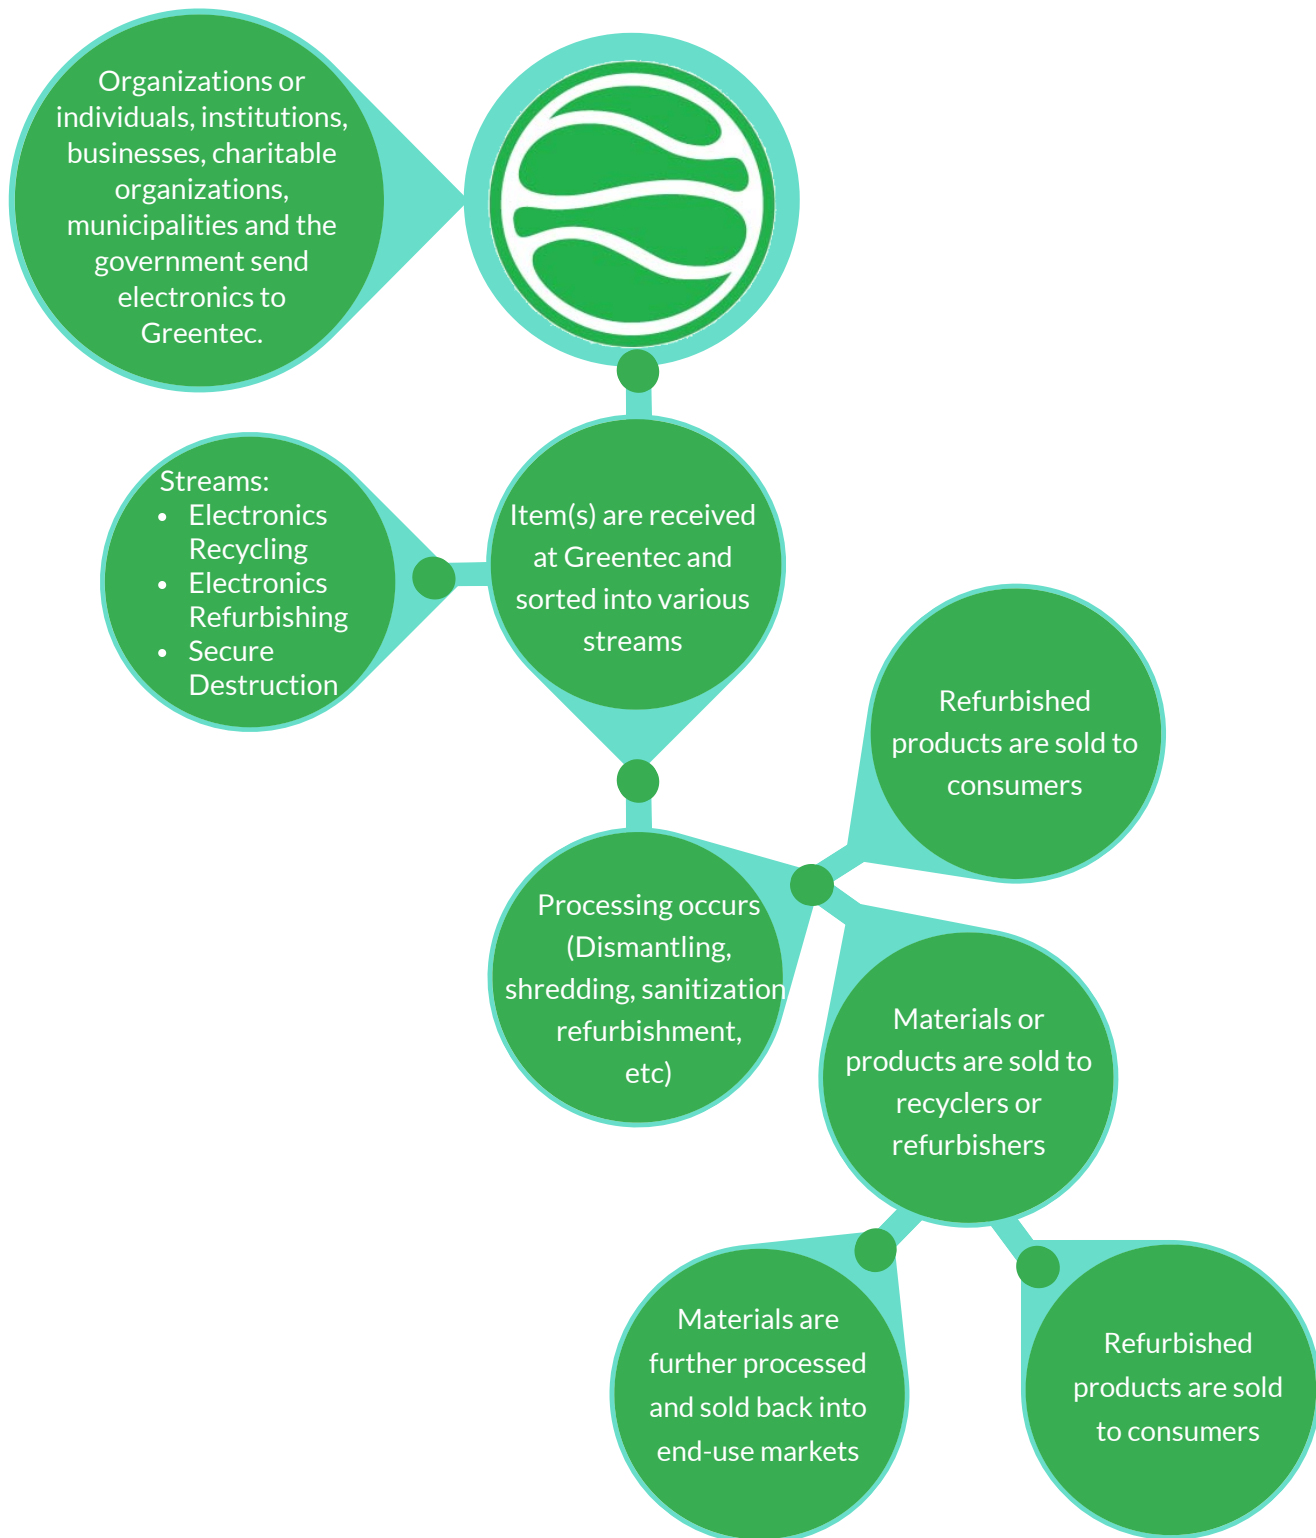 Organizations or
individuals, institutions,
businesses, charitable
organizations,
municipalities and the
government send
electronics to
Greentec.
Item(s) are received
at Greentec and
sorted into various
streams
Streams:
• Electronics
Recycling
• Electronics
Refurbishing
• Secure
Destruction
Processing occurs
(Dismantling,
shredding, sanitization
refurbishment,
etc)
Refurbished
products are sold to
consumers
Materials or
products are sold to
recyclers or
refurbishers
Materials are
further processed
and sold back into
end-use markets
Refurbished
products are sold
to consumers